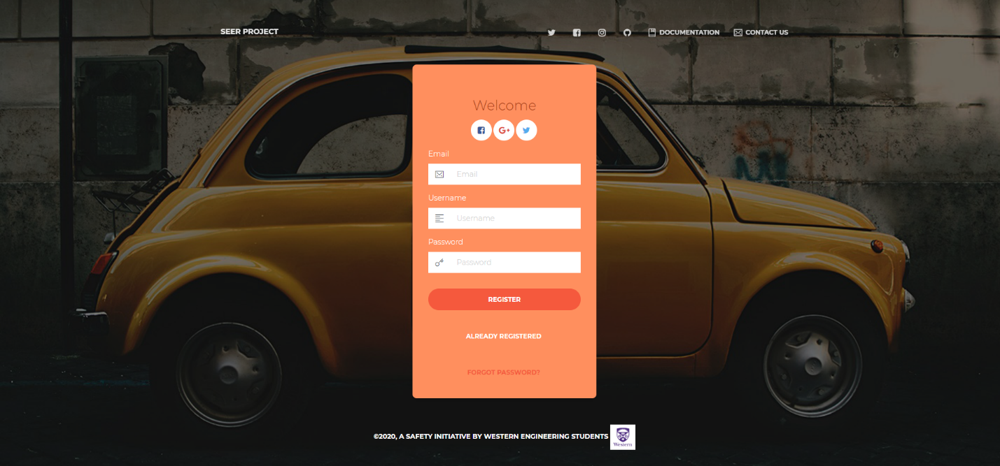 SEER PROJECT
DOCUMENTATION
CONTACT US
Welcome
G+
Email
Email
Username
Username
Password
Password
REGISTER
ALREADY REGISTERED
FORGOT PASSWORD?
©2020, A SAFETY INITIATIVE BY WESTERN ENGINEERING STUDENTS
Western